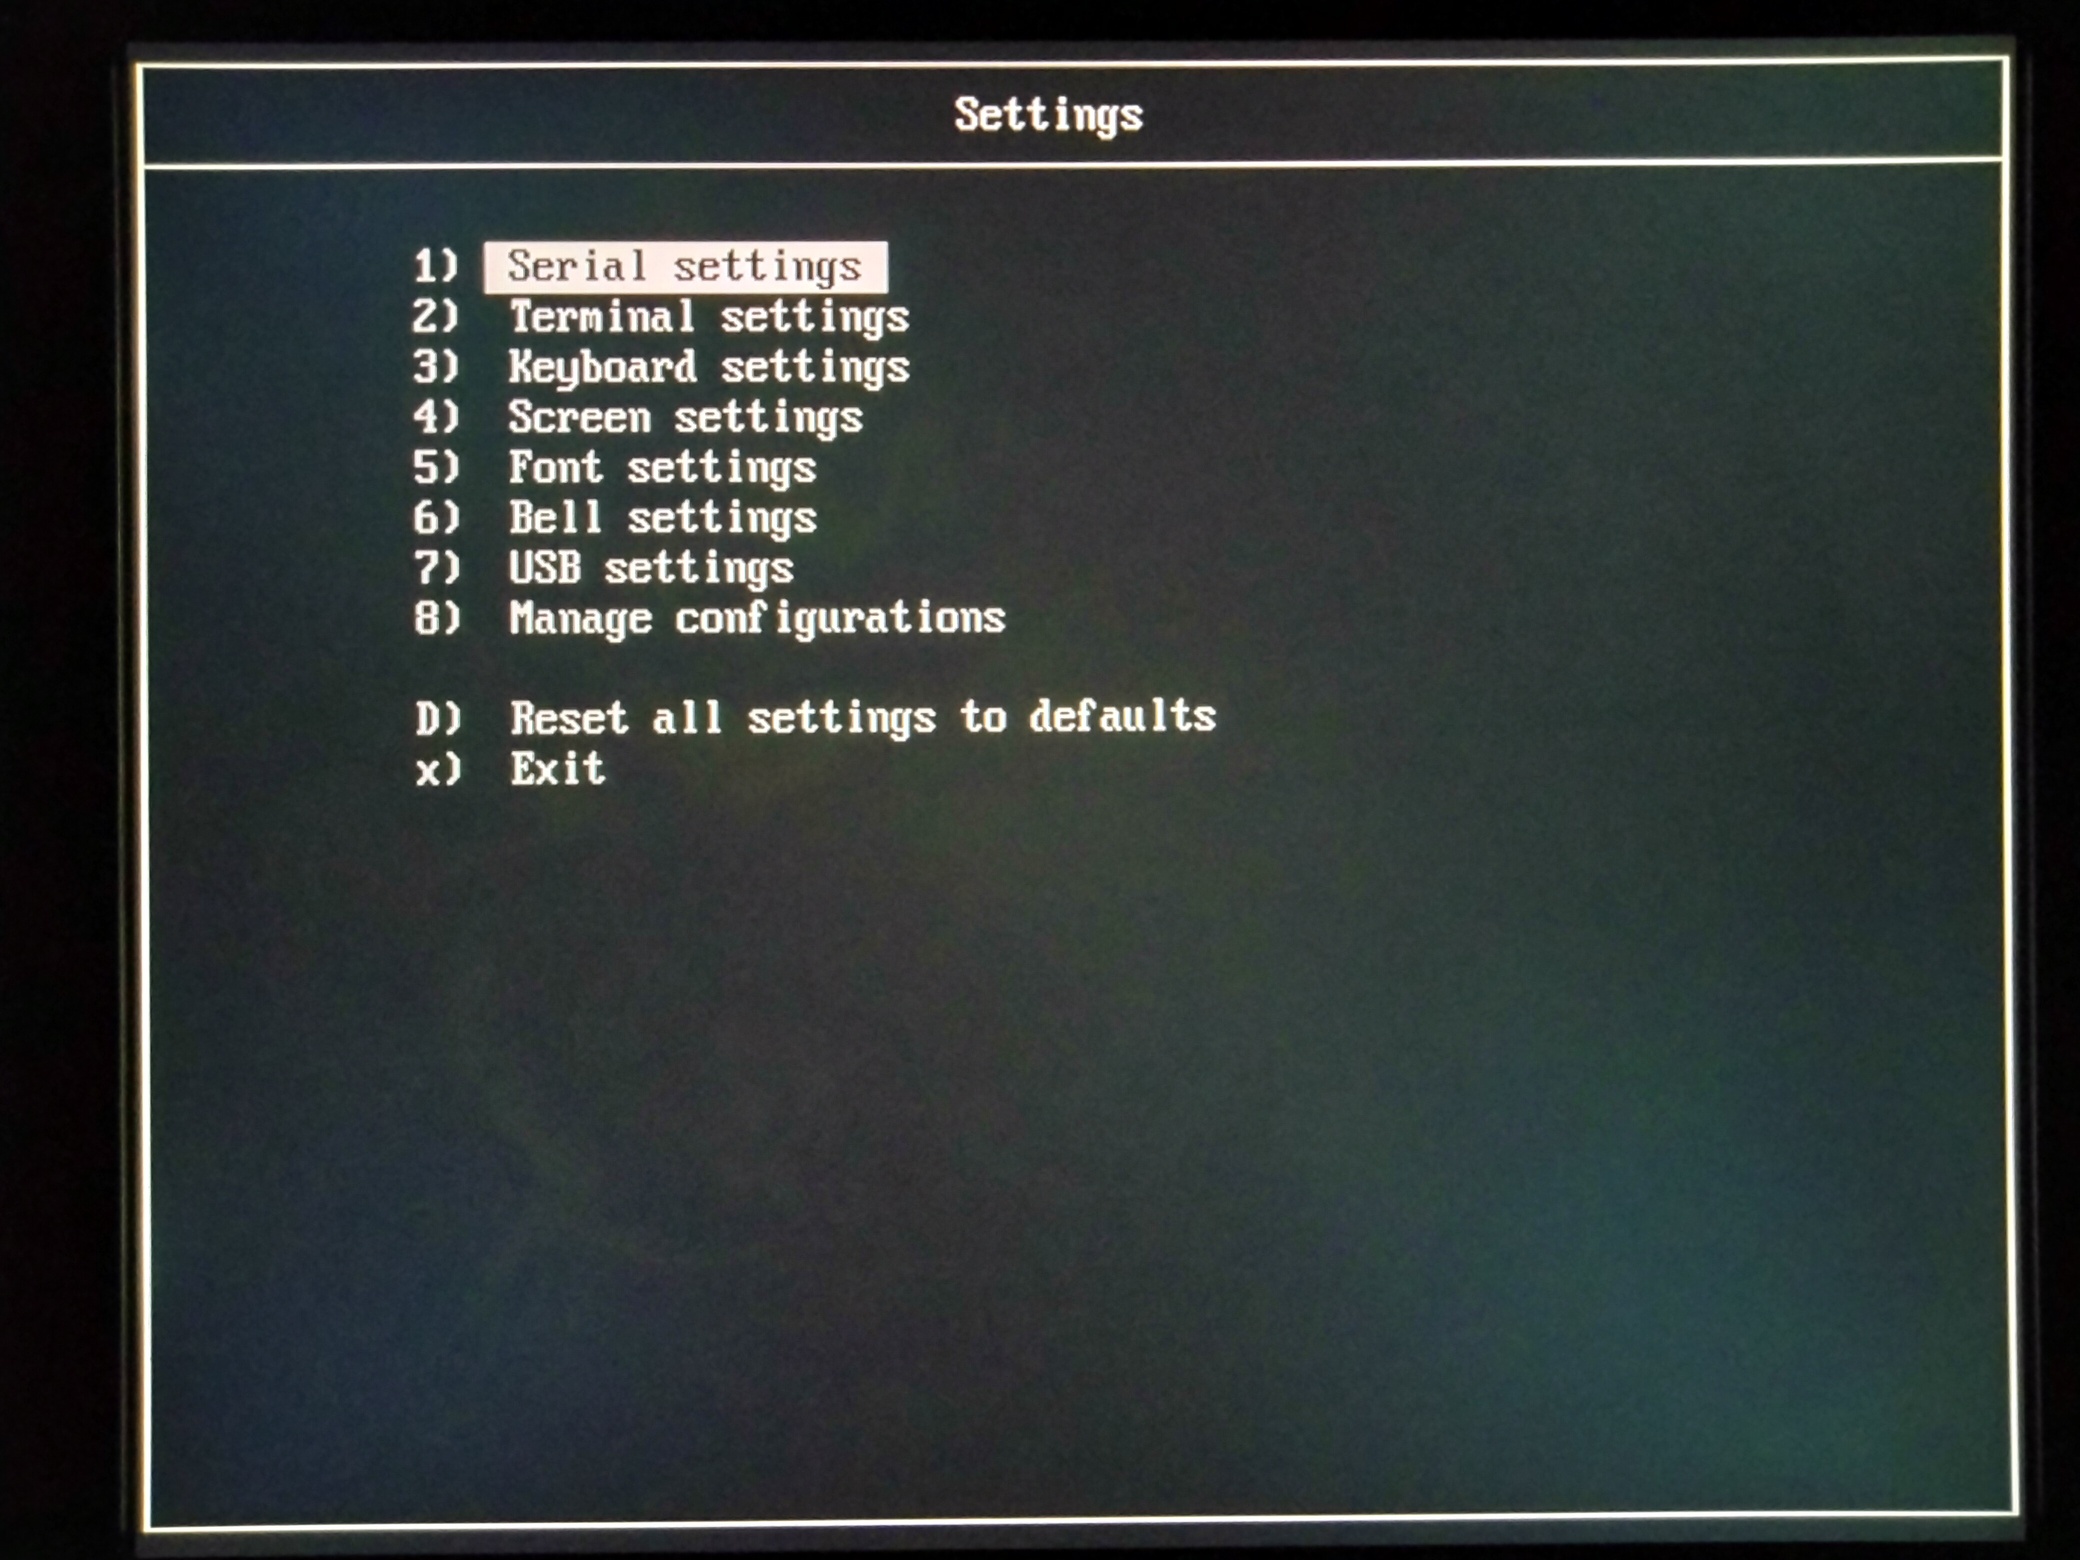 Settings
1) Serial settings
2) Terminal settings
3) Keyboard settings
4) Screen settings
5) Font settings
6) Bell settings
7) USB settings
8) Manage configurations
D) Reset all settings to defaults
x) Exit